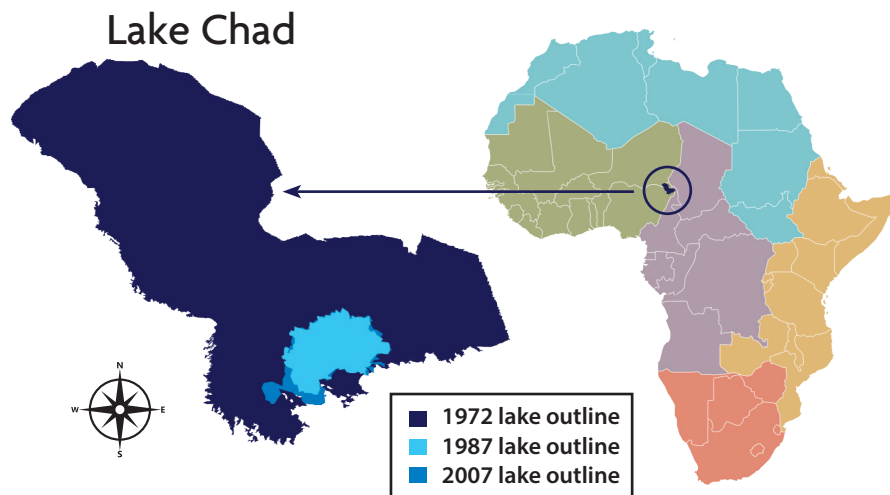 Lake Chad
N
W E
S
1972 lake outline
1987 lake outline
2007 lake outline